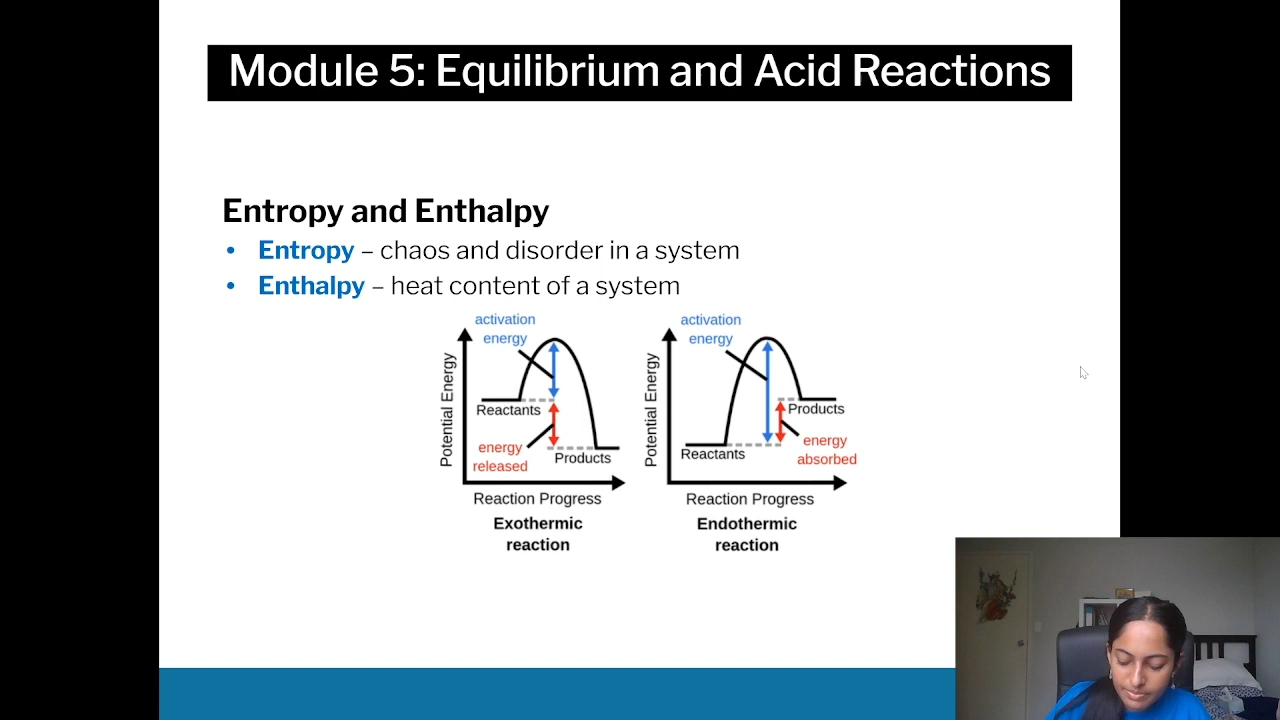 Module 5: Equilibrium and Acid Reactions
Entropy and Enthalpy
• Entropy – chaos and disorder in a system
• Enthalpy – heat content of a system
activation
energy
Potential Energy
Reactants
energy
released
Products
Reaction Progress
Exothermic
reaction
activation
energy
Potential Energy
Products
Reactants
energy
absorbed
Reaction Progress
Endothermic
reaction